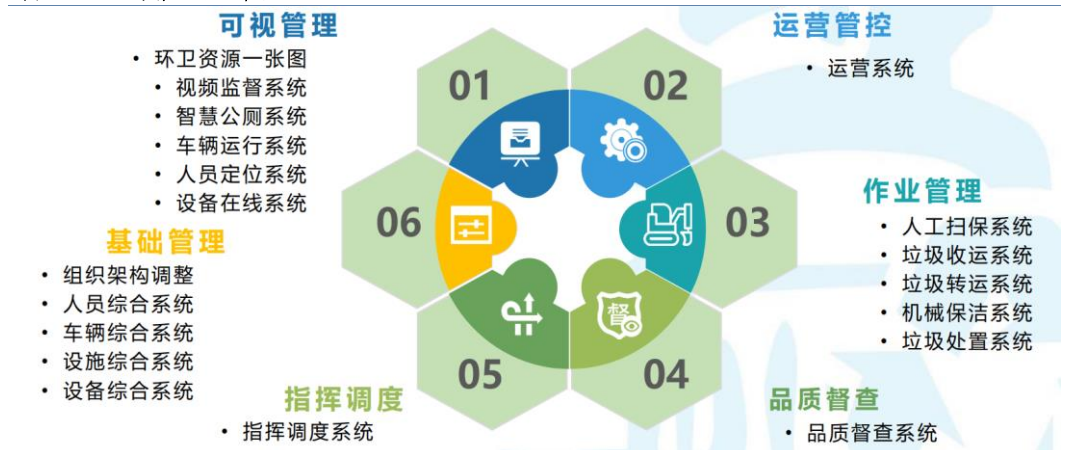 可视管理
• 环卫资源一张图
• 视频监督系统
• 智慧公厕系统
• 车辆运行系统
• 人员定位系统
• 设备在线系统
01
02
运营管控
• 运营系统
03
作业管理
• 人工扫保系统
• 垃圾收运系统
• 垃圾转运系统
• 机械保洁系统
• 垃圾处置系统
04
督
品质督查
• 品质督查系统
05
指挥调度
• 指挥调度系统
06
基础管理
• 组织架构调整
• 人员综合系统
• 车辆综合系统
• 设施综合系统
• 设备综合系统